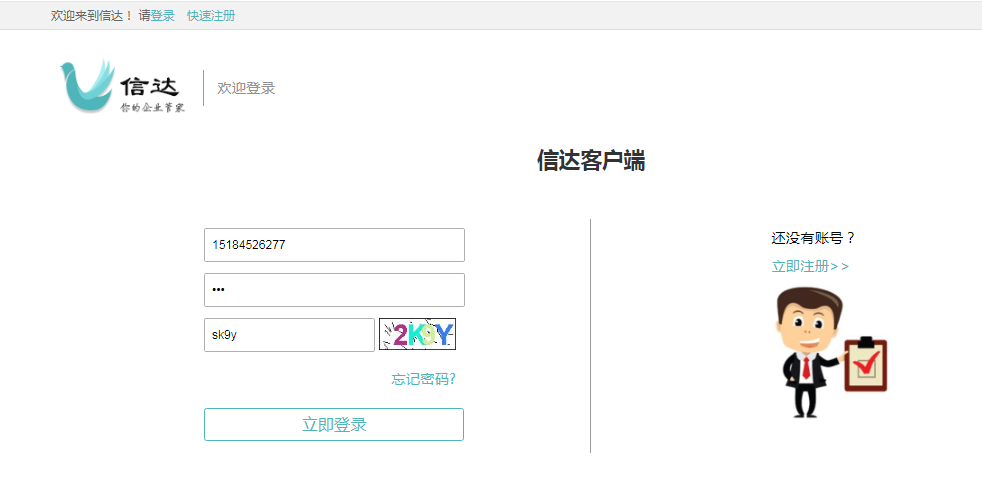 欢迎来到信达！ 请登录 快速注册
信达
你的企业管家
欢迎登录
信达客户端
15184526277
•••
sk9y
2K9Y
忘记密码?
立即登录
还没有账号？
立即注册>>